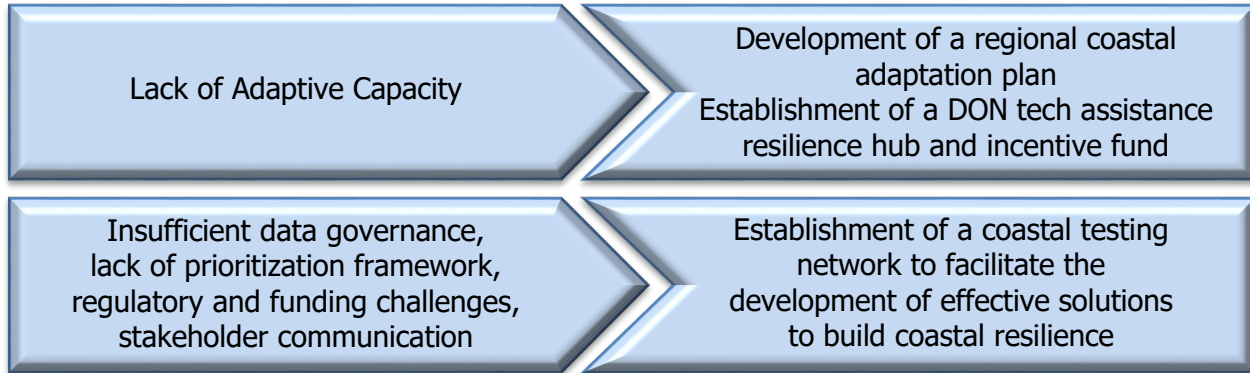 Lack of Adaptive Capacity
Development of a regional coastal
adaptation plan
Establishment of a DON tech assistance
resilience hub and incentive fund
Insufficient data governance,
lack of prioritization framework,
regulatory and funding challenges,
stakeholder communication
Establishment of a coastal testing
network to facilitate the
development of effective solutions
to build coastal resilience